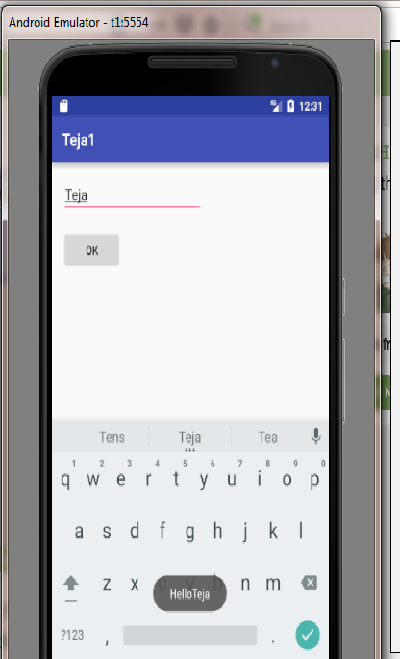 Android Emulator - t1:5554
12:31
Teja1
Teja
OK
Tens Teja Tea
1 2 3 4 5 6 7 8 9 0
q w e r t y u i o p
a s d f g h j k l
z x n m
HelloTeja
?123 , .